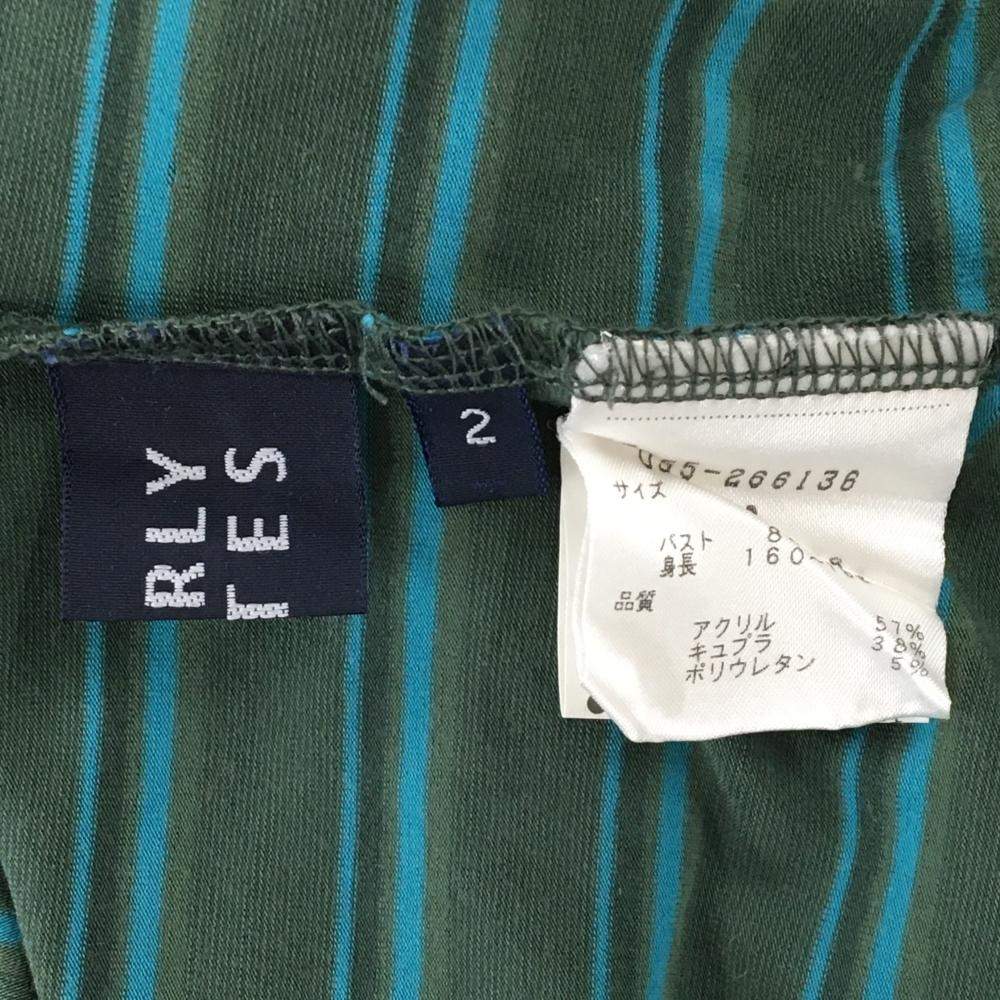 RLY
TES
2
サイズ
バスト
身長 160
品質
アクリル 57%
キュプラ 38%
ポリウレタン 5%